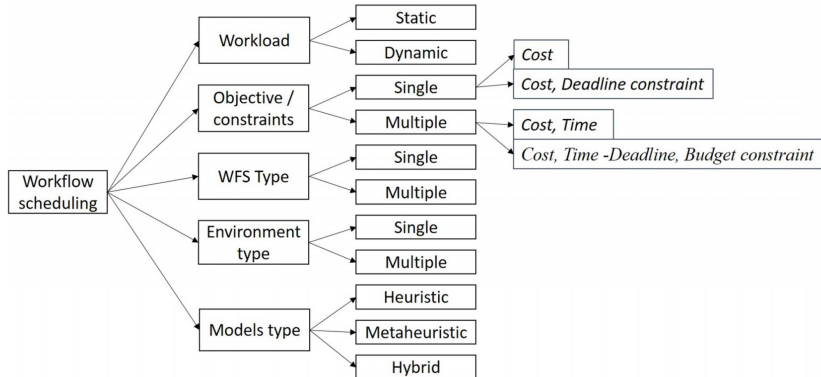 Workflow
scheduling
Workload
Static
Dynamic
Objective /
constraints
Single
Cost
Cost, Deadline constraint
Multiple
Cost, Time
Cost, Time -Deadline, Budget constraint
WFS Type
Single
Multiple
Environment
type
Single
Multiple
Models type
Heuristic
Metaheuristic
Hybrid